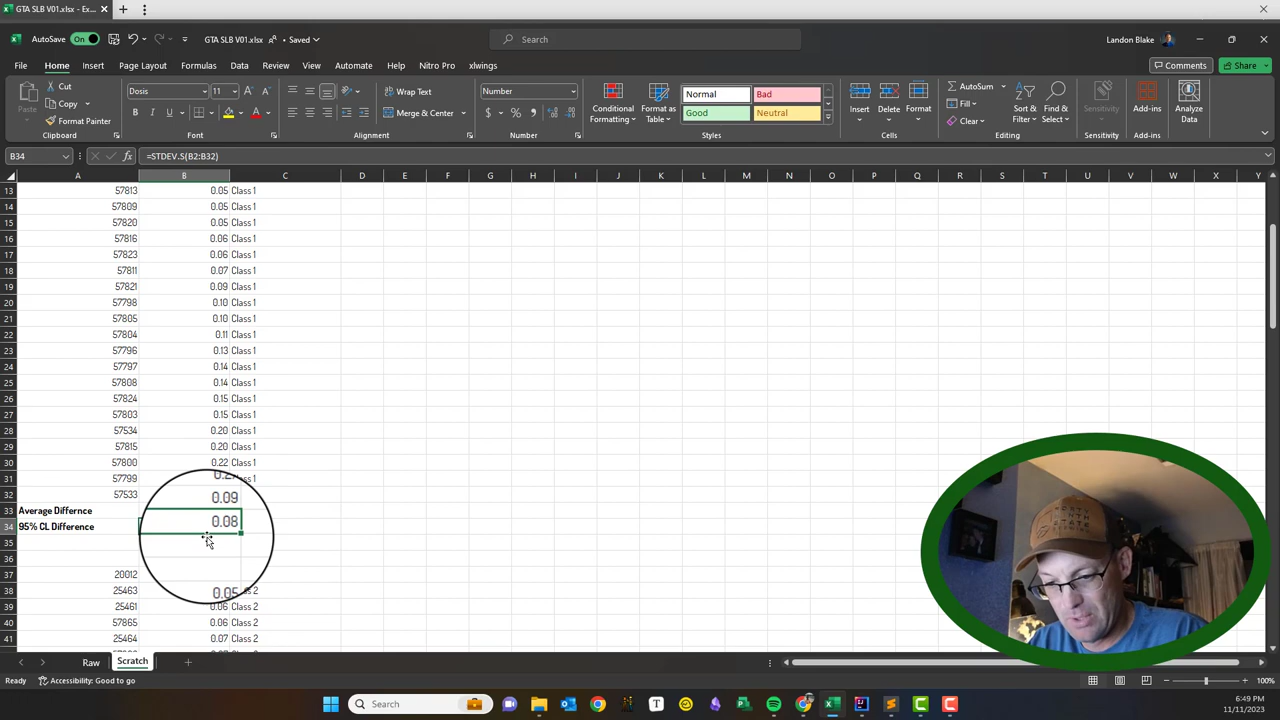 GTA SLB V01.xlsx - Ex...
AutoSave On GTA SLB V01.xlsx Saved Search Landon Blake
File Home Insert Page Layout Formulas Data Review View Automate Help Nitro Pro xlwings Comments Share
Paste Cut Copy Format Painter Clipboard
Dosis 11 A A B I U A Font
Wrap Text Merge & Center Alignment
Number $ % Number
Conditional Formatting Format as Table Normal Bad Good Neutral Styles
Insert Delete Format Cells
AutoSum Fill Clear Sort & Filter Find & Select Editing
Sensitivity Sensitivity
Add-ins Add-ins
Analyze Data
B34 fx =STDEV.S(B2:B32)
A B C D E F G H I J K L M N O P Q R S T U V W X Y
13 57813 0.05 Class 1
14 57809 0.05 Class 1
15 57820 0.05 Class 1
16 57816 0.06 Class 1
17 57823 0.06 Class 1
18 57811 0.07 Class 1
19 57821 0.09 Class 1
20 57798 0.10 Class 1
21 57805 0.10 Class 1
22 57804 0.11 Class 1
23 57796 0.13 Class 1
24 57797 0.14 Class 1
25 57808 0.14 Class 1
26 57824 0.15 Class 1
27 57803 0.15 Class 1
28 57534 0.20 Class 1
29 57815 0.20 Class 1
30 57800 0.22 Class 1
31 57799 Class 1
32 57533 0.09
33 Average Differnce
34 95% CL Difference 0.08
35
36
37 20012
38 25463 0.05 2
39 25461 0.06 Class 2
40 57865 0.06 Class 2
41 25464 0.07 Class 2
Raw Scratch
Ready Accessibility: Good to go 100%
Search
6:49 PM
11/11/2023